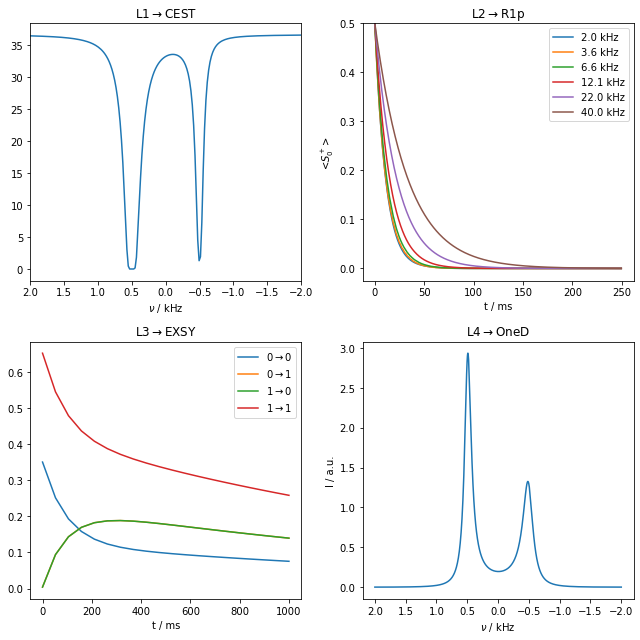 L1→CEST
35
30
25
20
15
10
5
0
2.0 1.5 1.0 0.5 0.0 −0.5 −1.0 −1.5 −2.0
ν / kHz
L2→R1p
0.5
0.4
0.3
0.2
0.1
0.0
<S₀⁺>
2.0 kHz
3.6 kHz
6.6 kHz
12.1 kHz
22.0 kHz
40.0 kHz
0 50 100 150 200 250
t / ms
L3→EXSY
0.6
0.5
0.4
0.3
0.2
0.1
0.0
0→0
0→1
1→0
1→1
0 200 400 600 800 1000
t / ms
L4→OneD
3.0
2.5
2.0
1.5
1.0
0.5
0.0
I / a.u.
2.0 1.5 1.0 0.5 0.0 −0.5 −1.0 −1.5 −2.0
ν / kHz